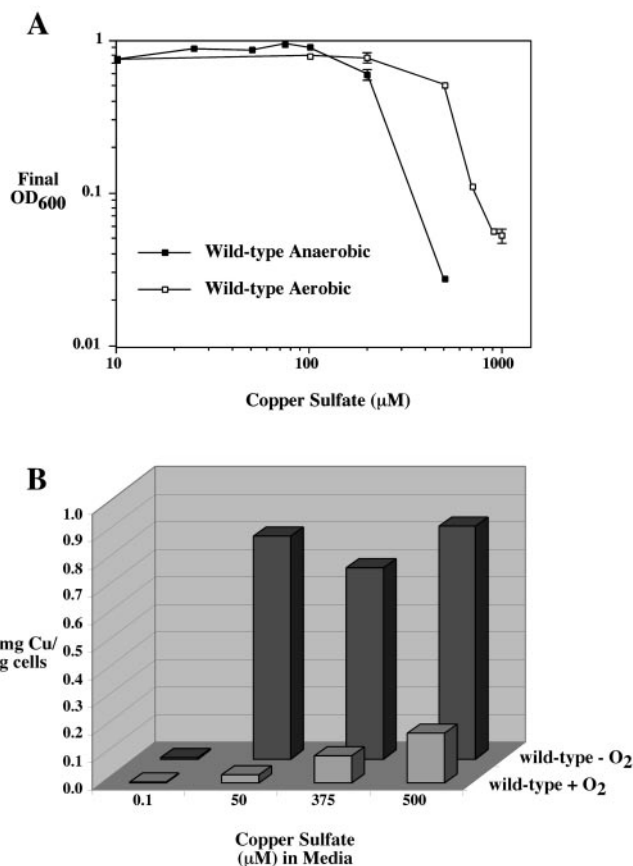 A
1
0.1
0.01
Final
OD600
Wild-type Anaerobic
Wild-type Aerobic
10
100
1000
Copper Sulfate (μM)
B
1.0
0.9
0.8
0.7
0.6
0.5
0.4
0.3
0.2
0.1
0.0
mg Cu/
g cells
wild-type - O2
wild-type + O2
0.1
50
375
500
Copper Sulfate
(μM) in Media